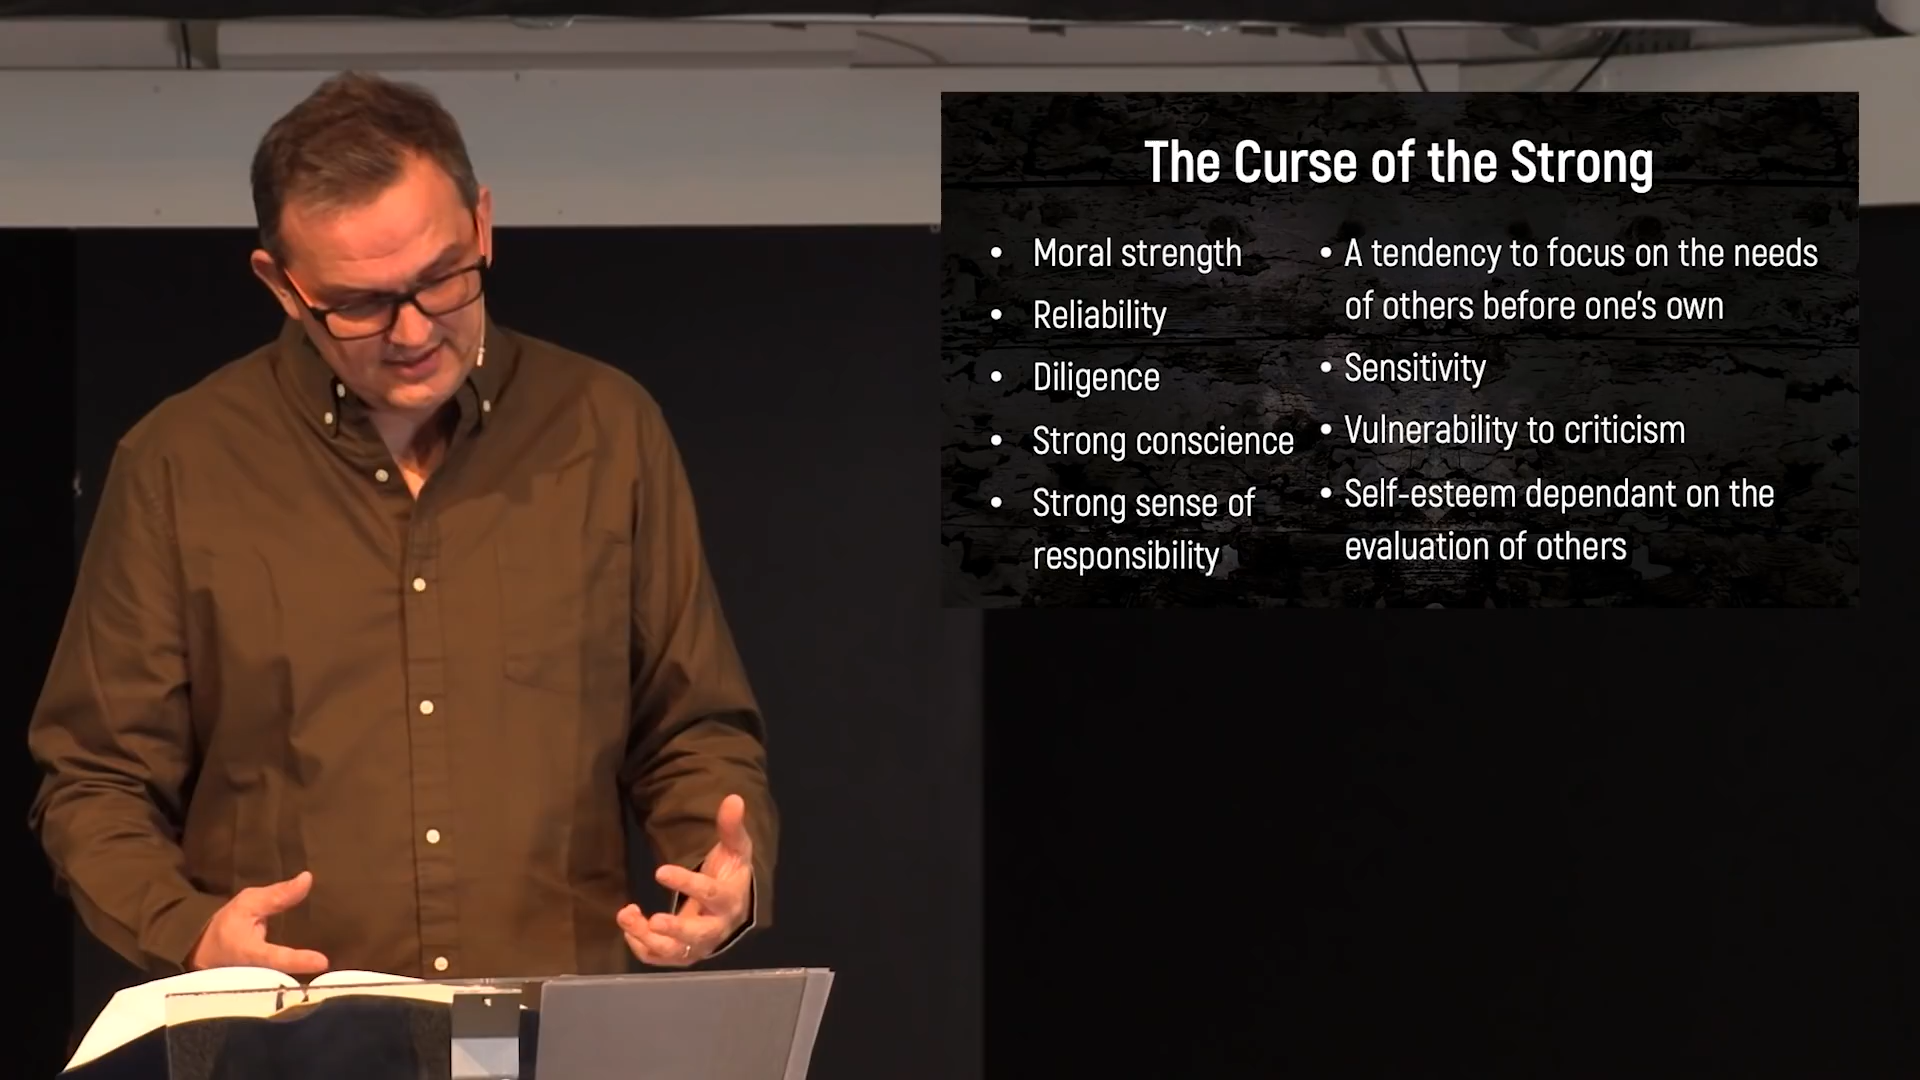 The Curse of the Strong
• Moral strength
• Reliability
• Diligence
• Strong conscience
• Strong sense of
responsibility
• A tendency to focus on the needs
of others before one's own
• Sensitivity
• Vulnerability to criticism
• Self-esteem dependant on the
evaluation of others